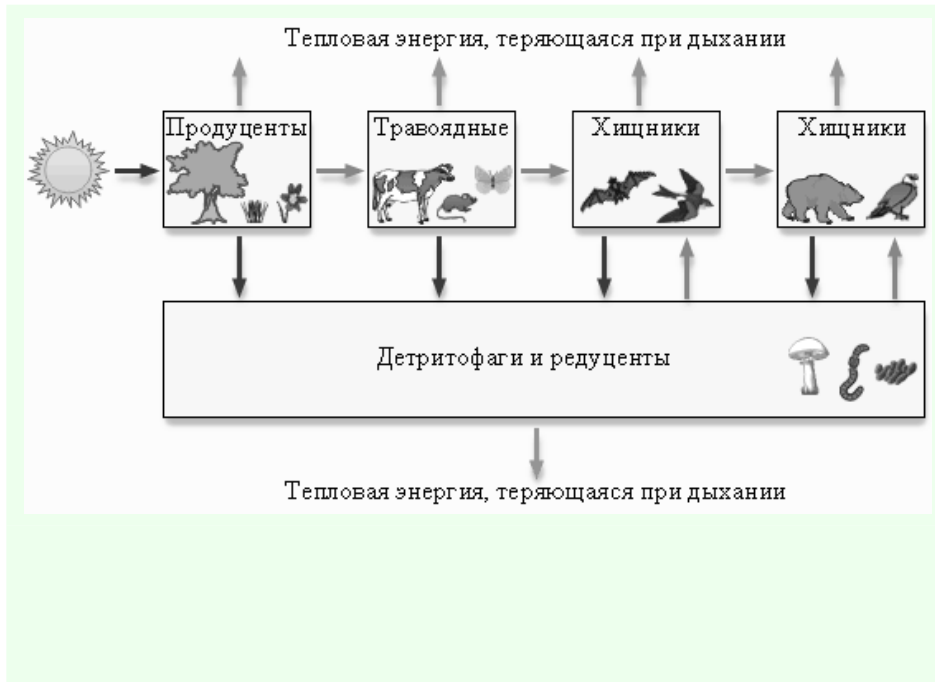 Тепловая энергия, теряющаяся при дыхании
Продуценты
Травоядные
Хищники
Хищники
Детритофаги и редуценты
Тепловая энергия, теряющаяся при дыхании